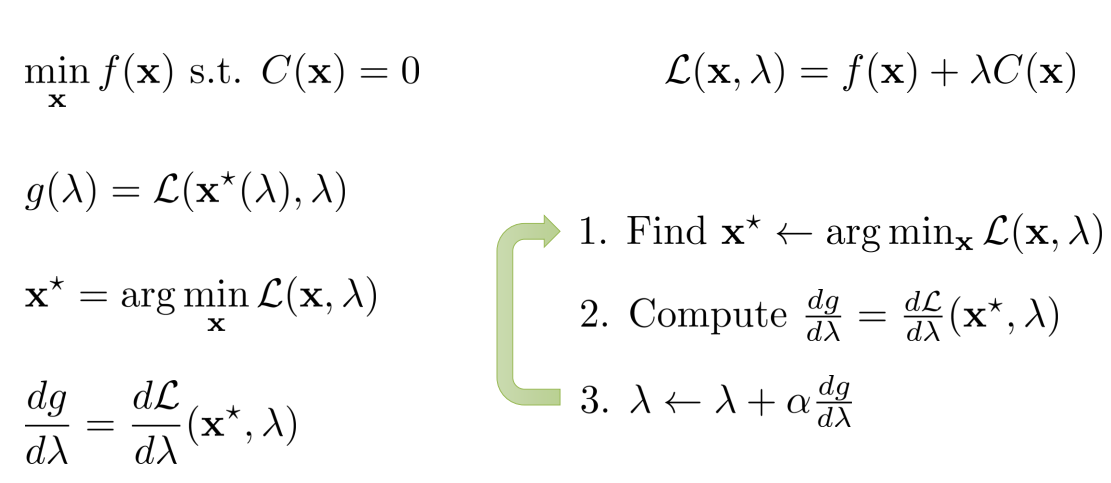 min_𝐱 f(𝐱) s.t. C(𝐱) = 0
ℒ(𝐱, λ) = f(𝐱) + λC(𝐱)
g(λ) = ℒ(𝐱⋆(λ), λ)
𝐱⋆ = arg min_𝐱 ℒ(𝐱, λ)
dg/dλ = dℒ/dλ(𝐱⋆, λ)
1. Find 𝐱⋆ ← arg min_𝐱 ℒ(𝐱, λ)
2. Compute dg/dλ = dℒ/dλ(𝐱⋆, λ)
3. λ ← λ + α dg/dλ